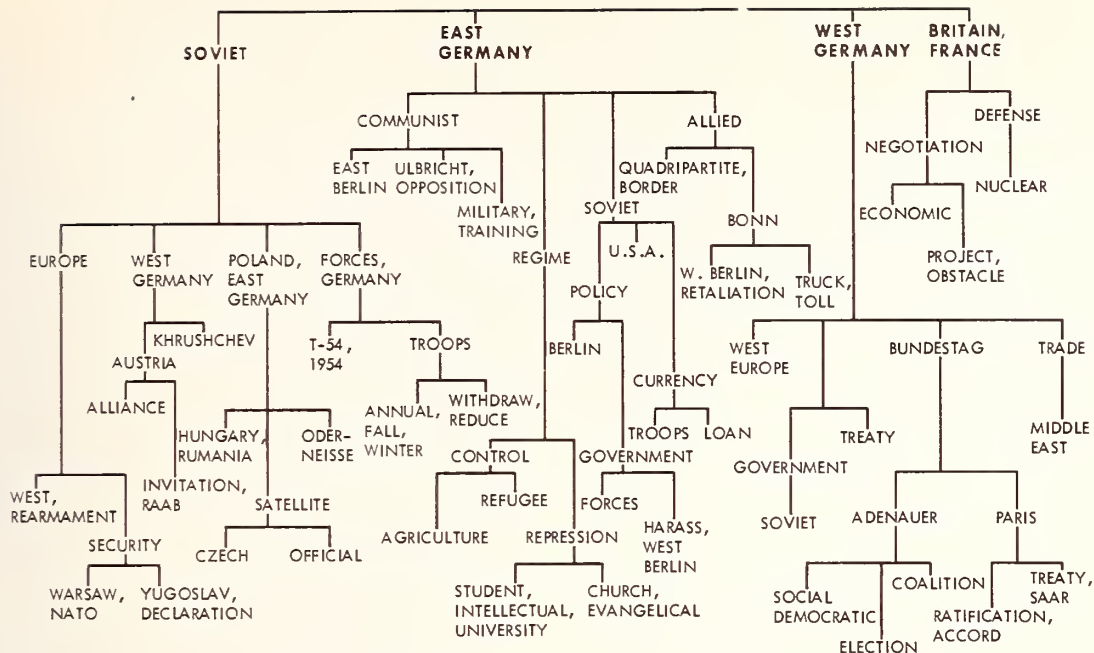 SOVIET
EAST
GERMANY
WEST
GERMANY
BRITAIN,
FRANCE
COMMUNIST
EAST
BERLIN
ULBRICHT,
OPPOSITION
MILITARY,
TRAINING
REGIME
SOVIET
ALLIED
QUADRIPARTITE,
BORDER
BONN
W. BERLIN,
RETALIATION
TRUCK,
TOLL
U.S.A.
POLICY
BERLIN
CURRENCY
TROOPS
LOAN
GOVERNMENT
FORCES
HARASS,
WEST
BERLIN
CONTROL
AGRICULTURE
REFUGEE
REPRESSION
STUDENT,
INTELLECTUAL,
UNIVERSITY
CHURCH,
EVANGELICAL
EUROPE
WEST
GERMANY
POLAND,
EAST
GERMANY
FORCES,
GERMANY
KHRUSHCHEV
AUSTRIA
ALLIANCE
INVITATION,
RAAB
T-54,
1954
TROOPS
ANNUAL,
FALL,
WINTER
WITHDRAW,
REDUCE
HUNGARY,
RUMANIA
ODER-
NEISSE
SATELLITE
CZECH
OFFICIAL
WEST,
REARMAMENT
SECURITY
WARSAW,
NATO
YUGOSLAV,
DECLARATION
NEGOTIATION
DEFENSE
NUCLEAR
ECONOMIC
PROJECT,
OBSTACLE
WEST
EUROPE
BUNDESTAG
TRADE
MIDDLE
EAST
GOVERNMENT
TREATY
SOVIET
ADENAUER
PARIS
SOCIAL
DEMOCRATIC
ELECTION
COALITION
RATIFICATION,
ACCORD
TREATY,
SAAR